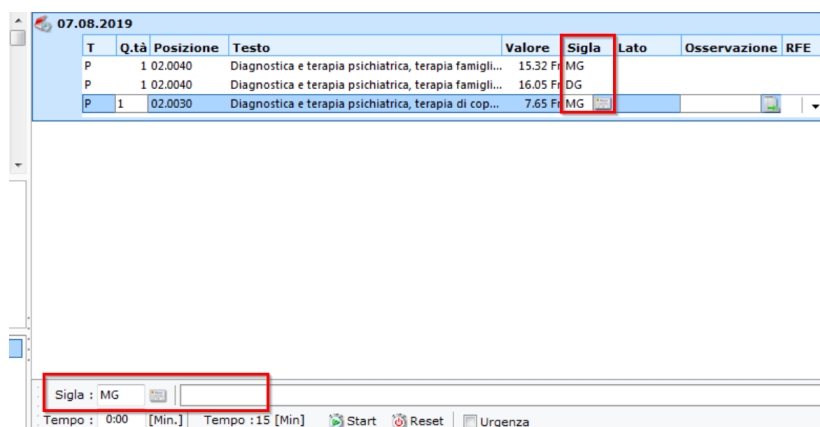 07.08.2019
T Q.tà Posizione Testo Valore Sigla Lato Osservazione RFE
P 1 02.0040 Diagnostica e terapia psichiatrica, terapia famigli... 15.32 Fr MG
P 1 02.0040 Diagnostica e terapia psichiatrica, terapia famigli... 16.05 Fr DG
P 1 02.0030 Diagnostica e terapia psichiatrica, terapia di cop... 7.65 Fr MG
Sigla : MG
Tempo : 0:00 [Min.] Tempo :15 [Min] Start Reset Urgenza